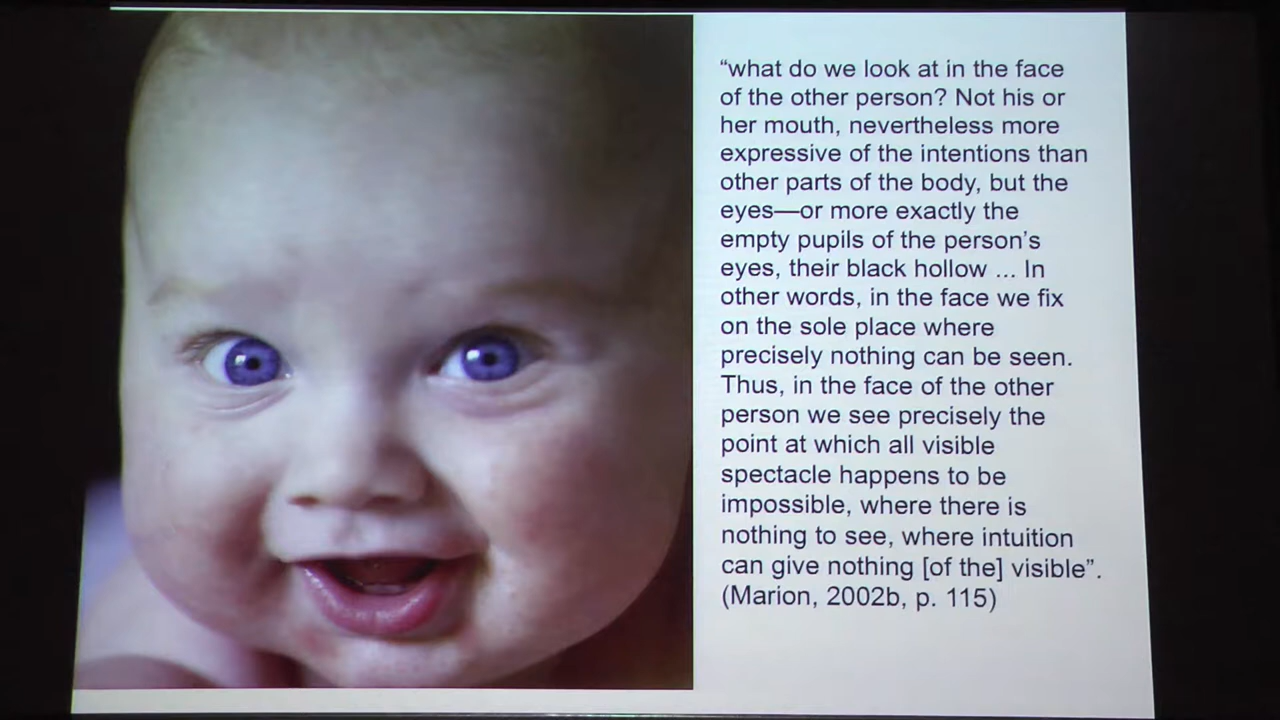 “what do we look at in the face
of the other person? Not his or
her mouth, nevertheless more
expressive of the intentions than
other parts of the body, but the
eyes—or more exactly the
empty pupils of the person’s
eyes, their black hollow ... In
other words, in the face we fix
on the sole place where
precisely nothing can be seen.
Thus, in the face of the other
person we see precisely the
point at which all visible
spectacle happens to be
impossible, where there is
nothing to see, where intuition
can give nothing [of the] visible”.
(Marion, 2002b, p. 115)